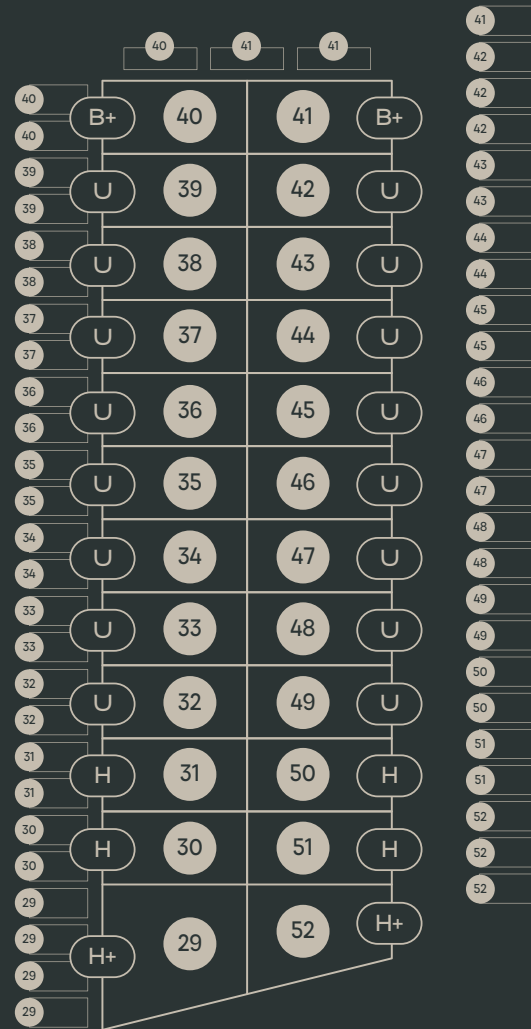 40 41 41
41
42
40 B+ 40 41 B+ 42
40 42
39 U 39 42 U 43
39 43
38 U 38 43 U 44
38 44
37 U 37 44 U 45
37 45
36 U 36 45 U 46
36 46
35 U 35 46 U 47
35 47
34 U 34 47 U 48
34 48
33 U 33 48 U 49
33 49
32 U 32 49 U 50
32 50
31 H 31 50 H 51
31 51
30 H 30 51 H 52
30 52
29 52
29 H+ 29 52 H+
29
29